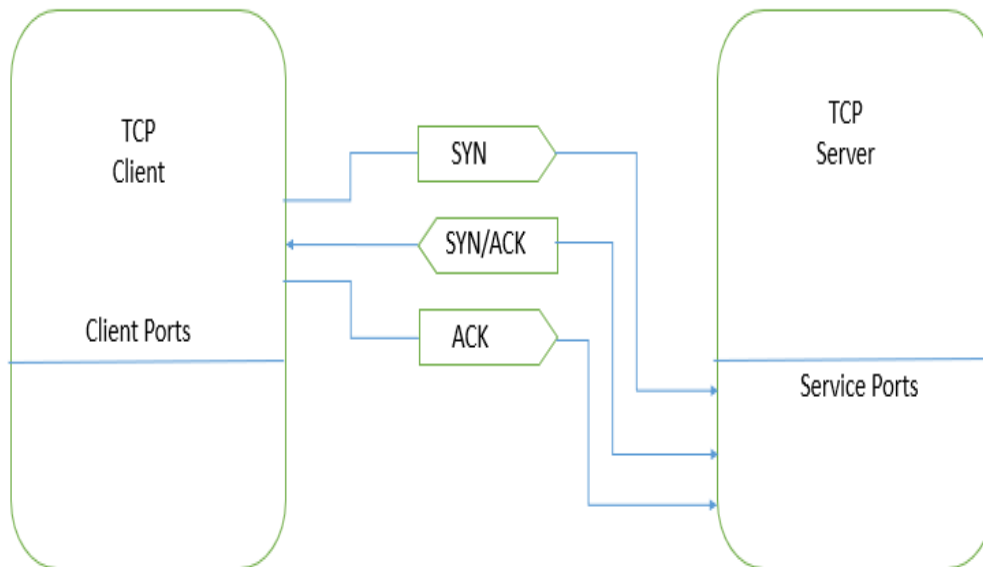 TCP
Client
Client Ports
SYN
SYN/ACK
ACK
TCP
Server
Service Ports